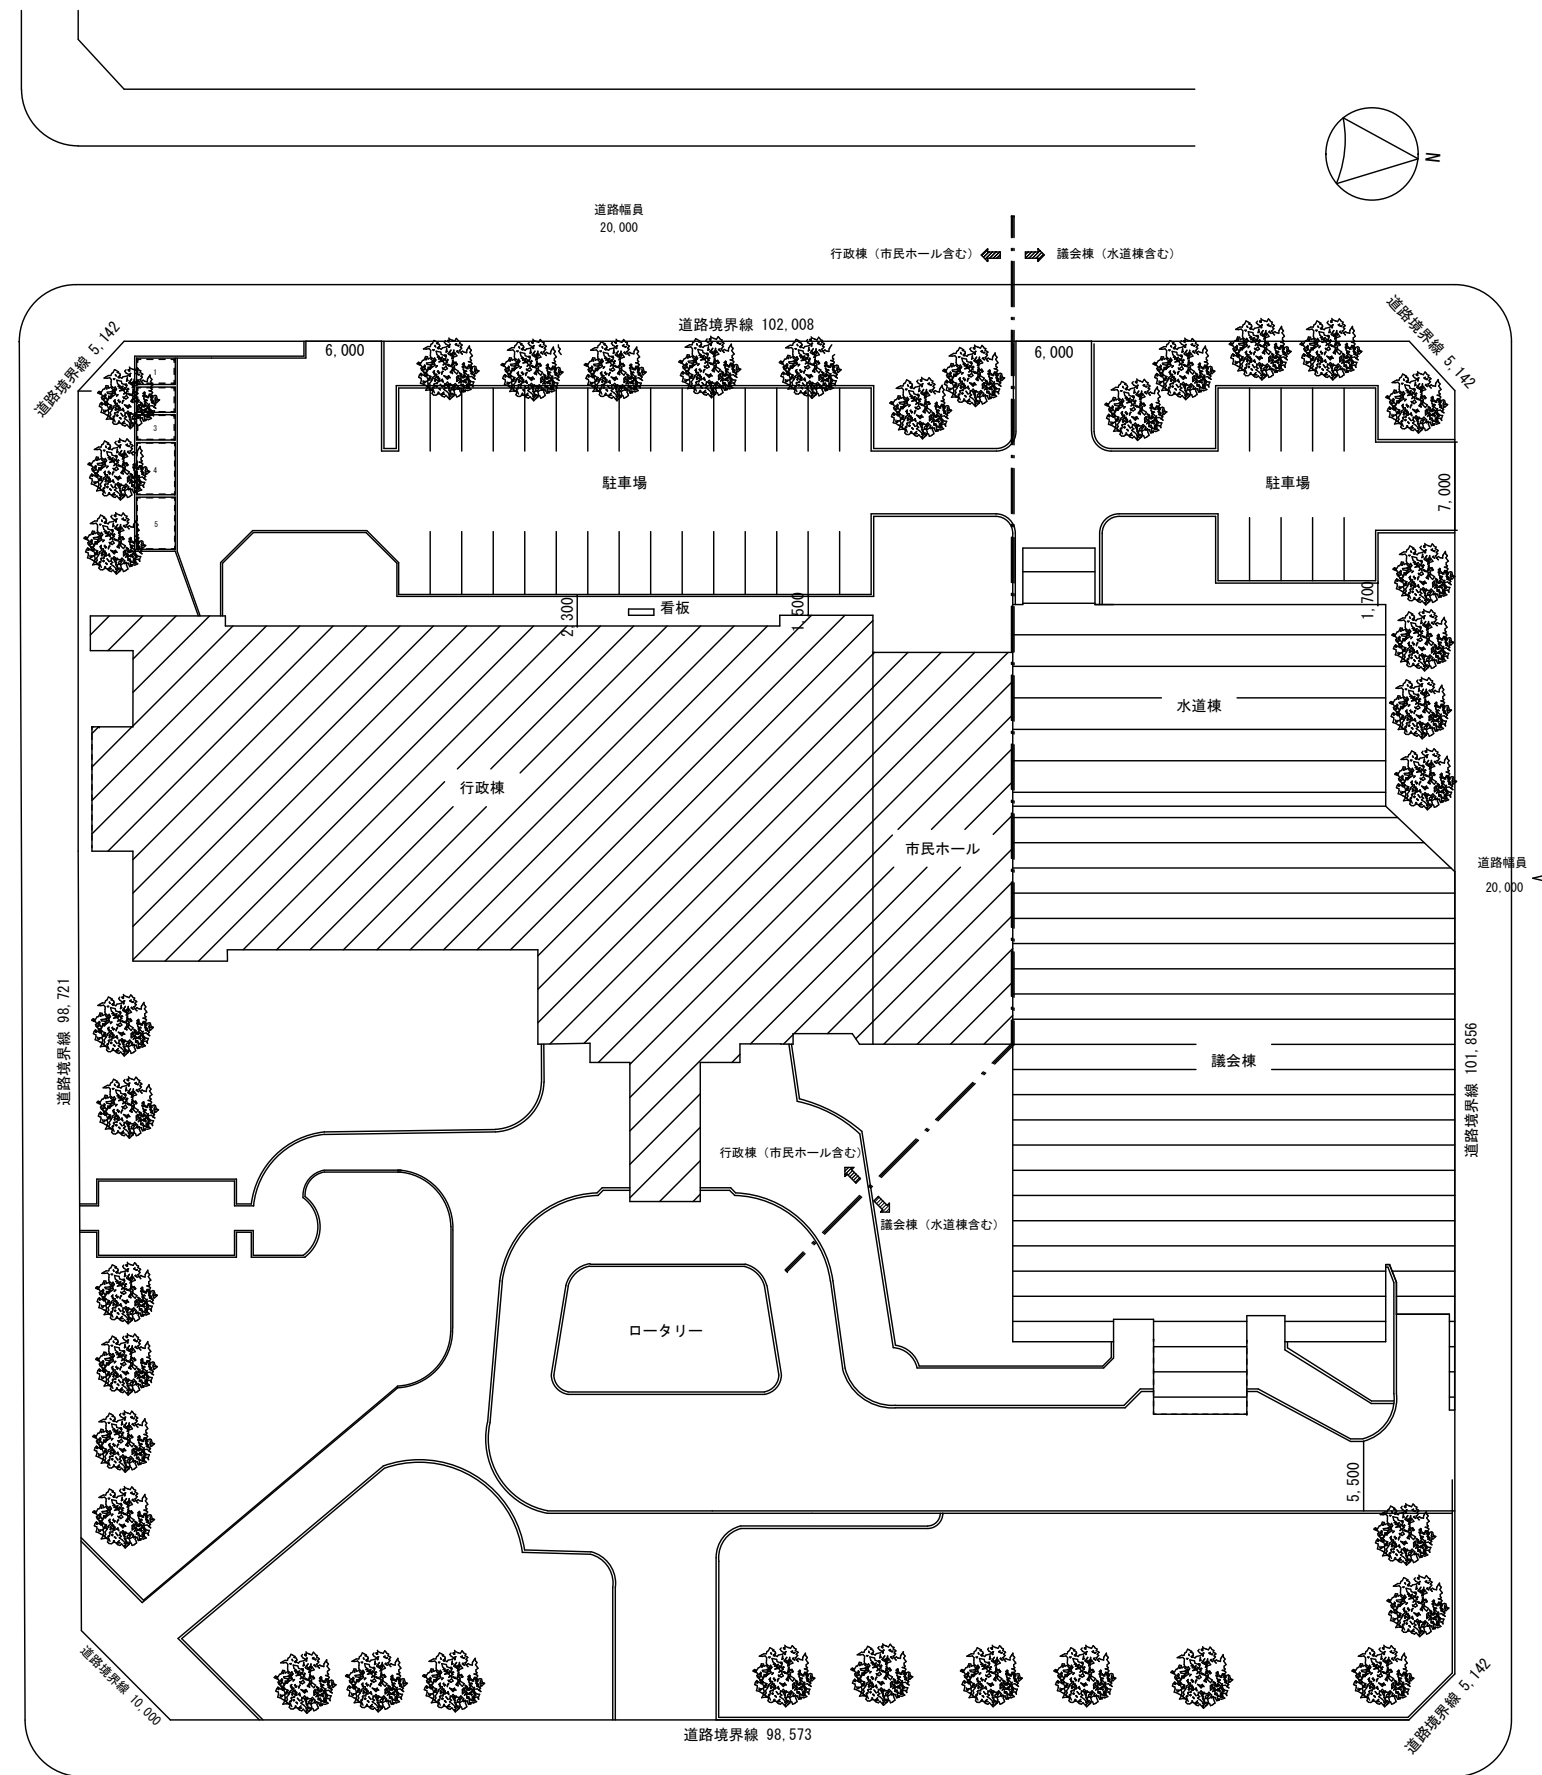 N
道路幅員
20,000
行政棟（市民ホール含む）
議会棟（水道棟含む）
道路境界線 5,142
道路境界線 102,008
道路境界線 5,142
6,000
6,000
1
3
4
5
駐車場
駐車場
7,000
2,300
看板
1,500
1,700
水道棟
行政棟
市民ホール
道路幅員
20,000
道路境界線 98,721
議会棟
道路境界線 101,856
行政棟（市民ホール含む）
議会棟（水道棟含む）
ロータリー
5,500
道路境界線 10,000
道路境界線 98,573
道路境界線 5,142